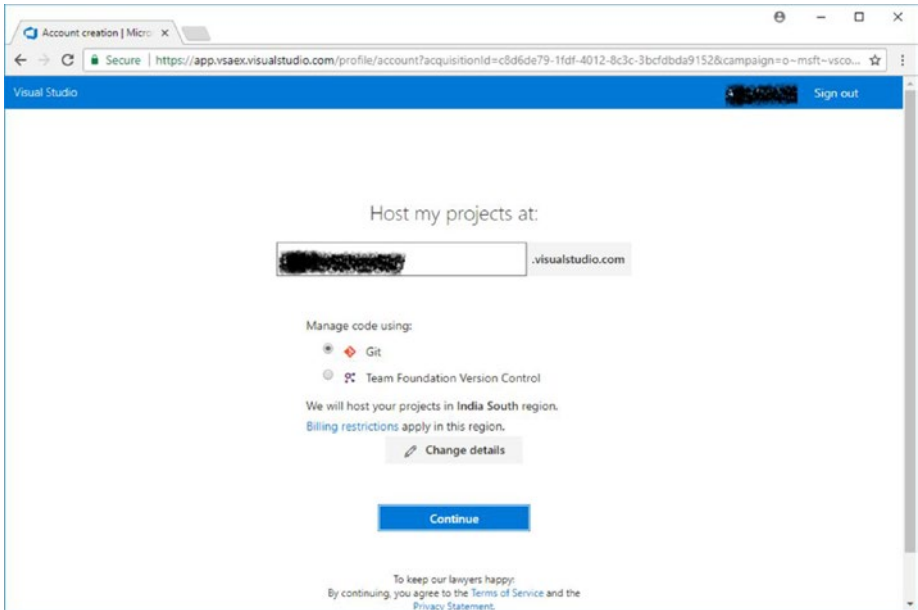 Account creation | Micro
Secure | https://app.vsaex.visualstudio.com/profile/account?acquisitionId=c8d6de79-1fdf-4012-8c3c-3bcfdbda9152&campaign=o~msft~vsco...
Visual Studio
Sign out
Host my projects at:
.visualstudio.com
Manage code using:
Git
Team Foundation Version Control
We will host your projects in India South region.
Billing restrictions apply in this region.
Change details
Continue
To keep our lawyers happy:
By continuing, you agree to the Terms of Service and the
Privacy Statement.